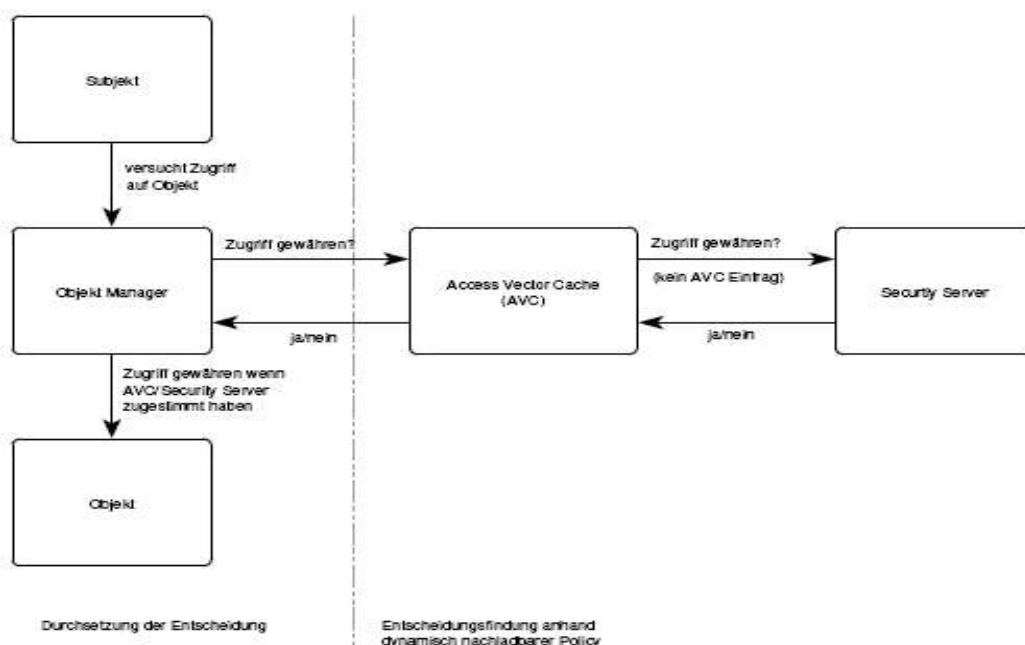 Subjekt
versucht Zugriff
auf Objekt
Zugriff gewähren?
Zugriff gewähren?
Objekt Manager
Access Vector Cache
(AVC)
(kein AVC Eintrag)
Securtiy Server
ja/nein
ja/nein
Zugriff gewähren wenn
AVC/Security Server
zugestimmt haben
Objekt
Durchsetzung der Entscheidung
Entscheidungsfindung anhand
dynamisch nachladbarer Policy